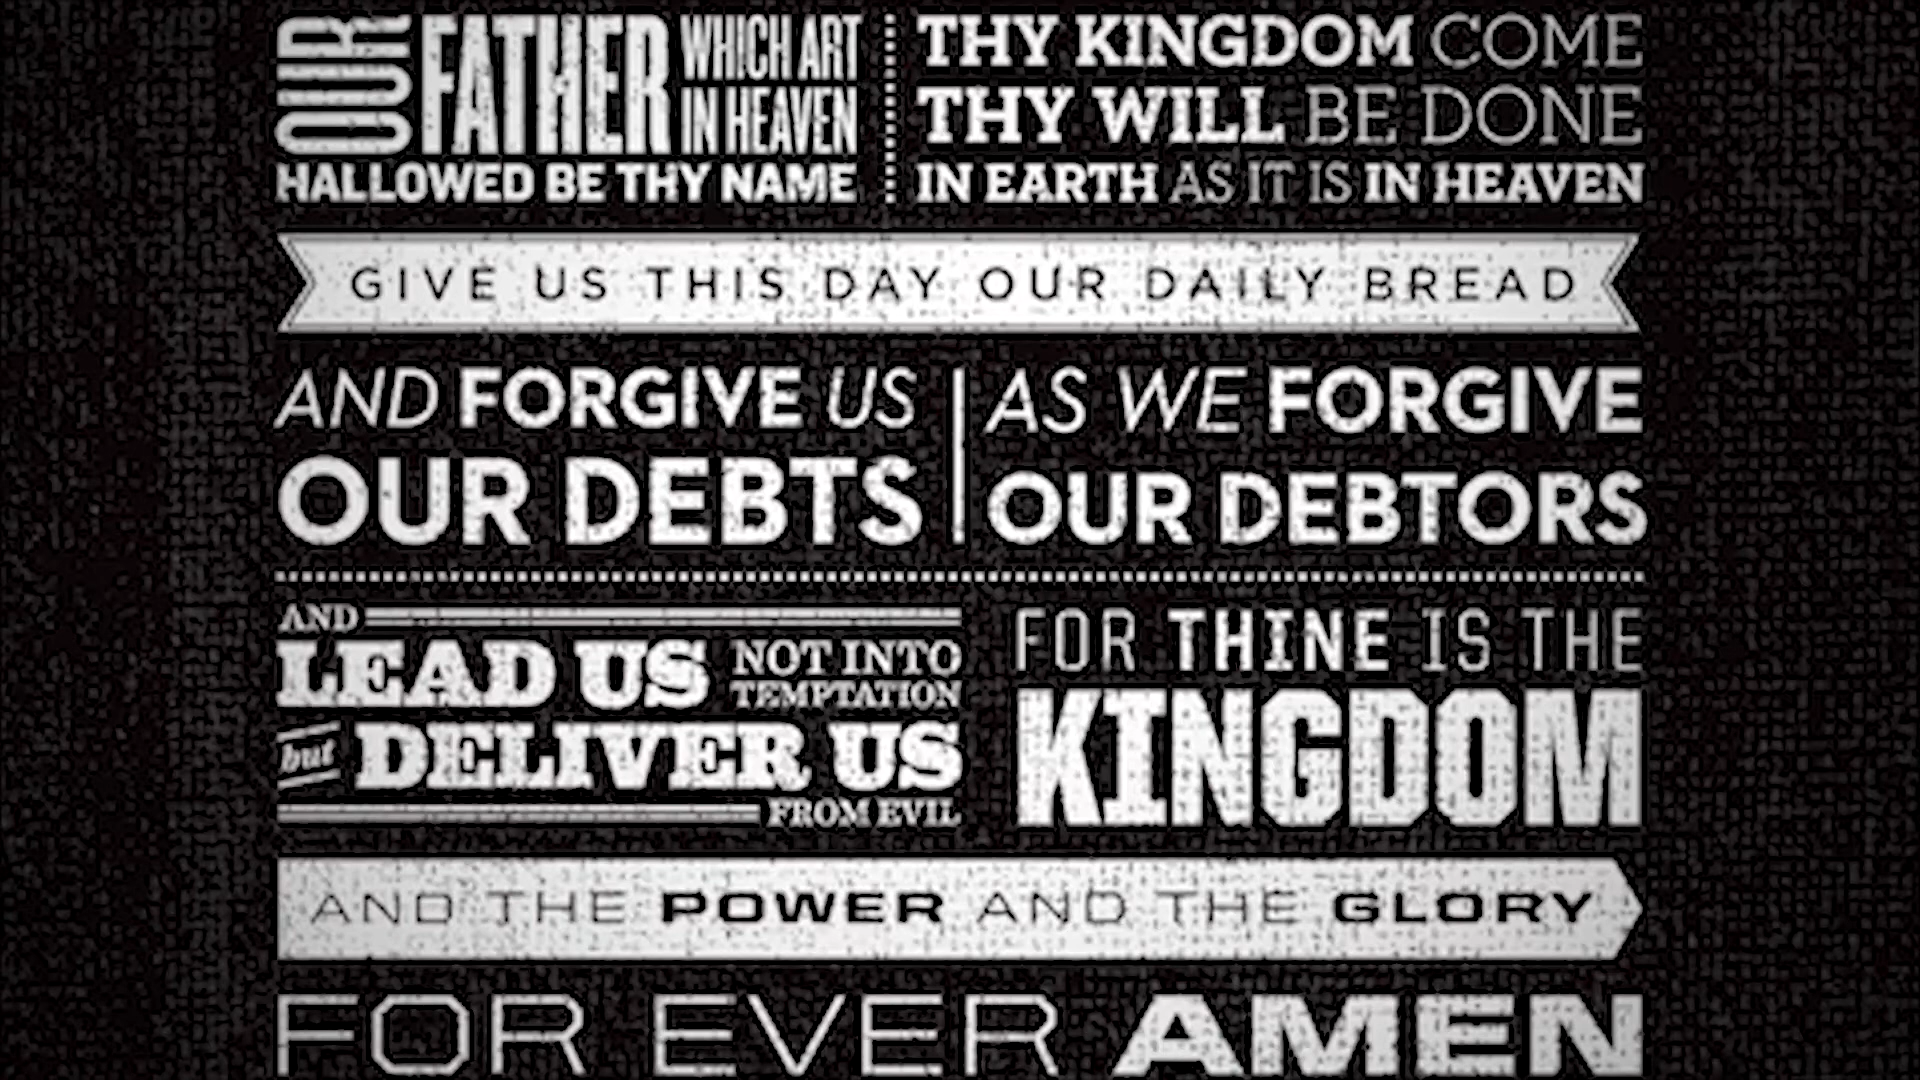 OUR FATHER WHICH ART
IN HEAVEN
HALLOWED BE THY NAME
THY KINGDOM COME
THY WILL BE DONE
IN EARTH AS IT IS IN HEAVEN
GIVE US THIS DAY OUR DAILY BREAD
AND FORGIVE US
OUR DEBTS
AS WE FORGIVE
OUR DEBTORS
AND
LEAD US NOT INTO
TEMPTATION
but DELIVER US
FROM EVIL
FOR THINE IS THE
KINGDOM
AND THE POWER AND THE GLORY
FOR EVER AMEN